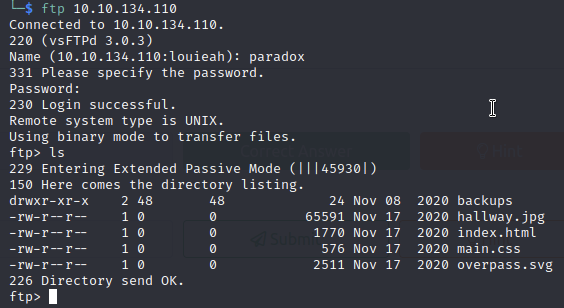 └─$ ftp 10.10.134.110
Connected to 10.10.134.110.
220 (vsFTPd 3.0.3)
Name (10.10.134.110:louieah): paradox
331 Please specify the password.
Password:
230 Login successful.
Remote system type is UNIX.
Using binary mode to transfer files.
ftp> ls
229 Entering Extended Passive Mode (|||45930|)
150 Here comes the directory listing.
drwxr-xr-x    2 48       48             24 Nov 08  2020 backups
-rw-r--r--    1 0        0           65591 Nov 17  2020 hallway.jpg
-rw-r--r--    1 0        0            1770 Nov 17  2020 index.html
-rw-r--r--    1 0        0             576 Nov 17  2020 main.css
-rw-r--r--    1 0        0            2511 Nov 17  2020 overpass.svg
226 Directory send OK.
ftp>